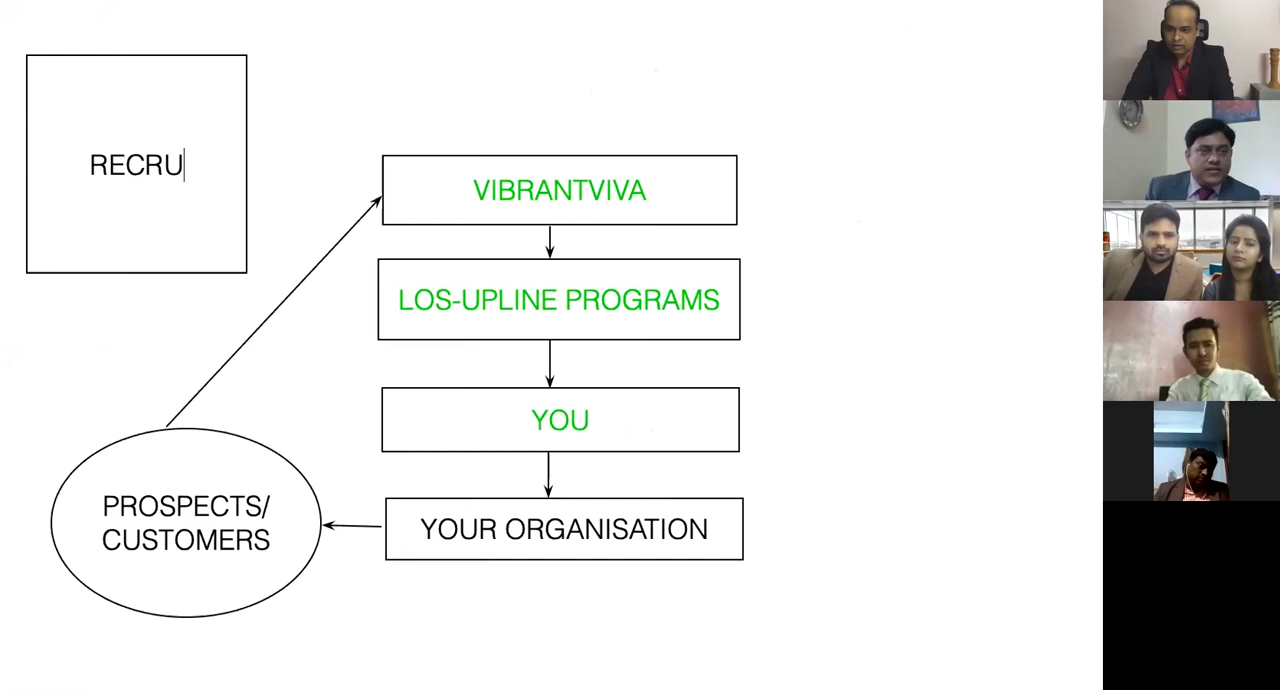 RECRU
VIBRANTVIVA
LOS-UPLINE PROGRAMS
YOU
YOUR ORGANISATION
PROSPECTS/
CUSTOMERS